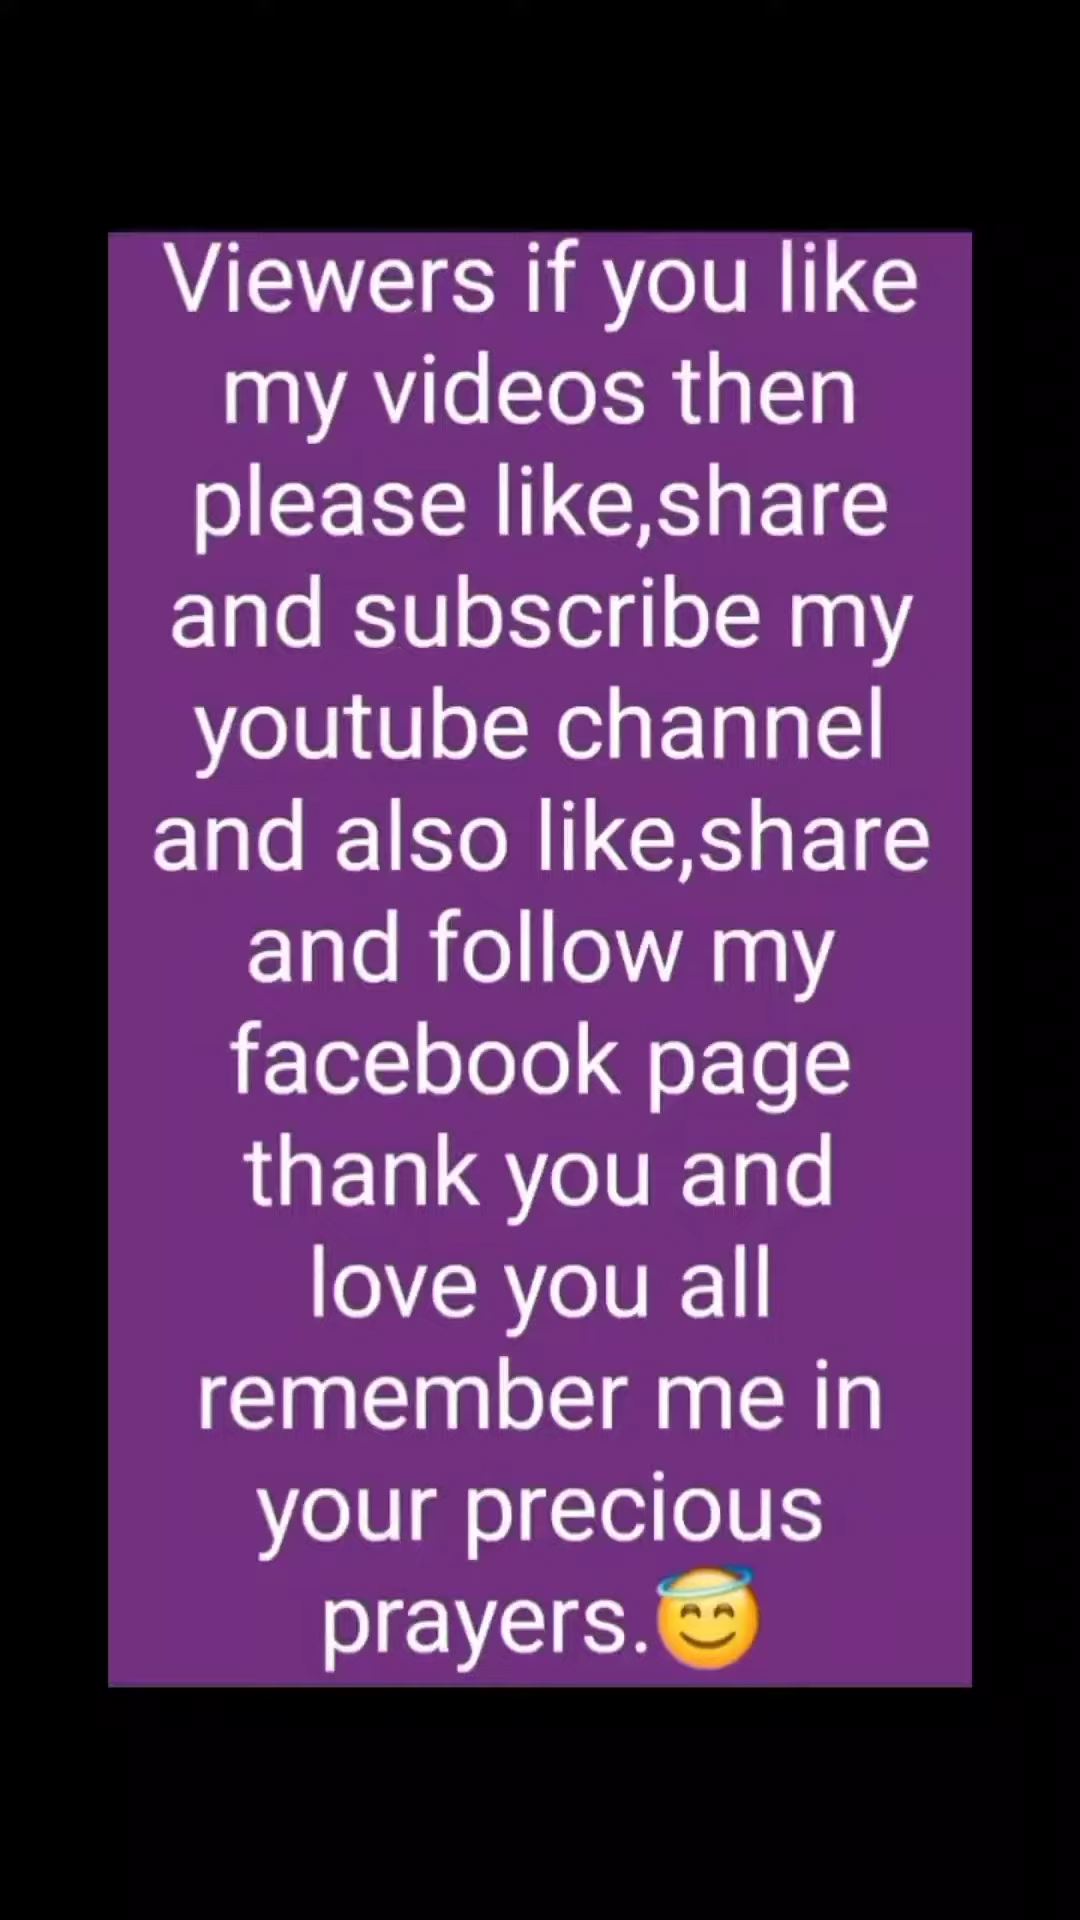 Viewers if you like
my videos then
please like,share
and subscribe my
youtube channel
and also like,share
and follow my
facebook page
thank you and
love you all
remember me in
your precious
prayers.😇